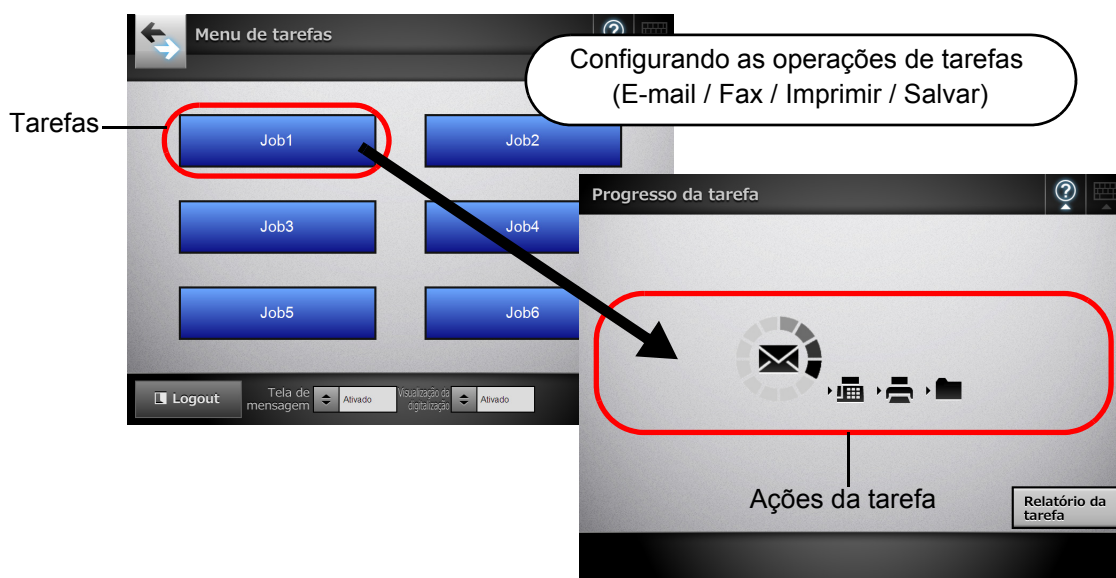 Menu de tarefas
?
Configurando as operações de tarefas
(E-mail / Fax / Imprimir / Salvar)
Tarefas
Job1
Job2
Job3
Job4
Job5
Job6
Logout
Tela de
mensagem
Ativado
Visualização da
digitalização
Ativado
Progresso da tarefa
?
Ações da tarefa
Relatório da
tarefa